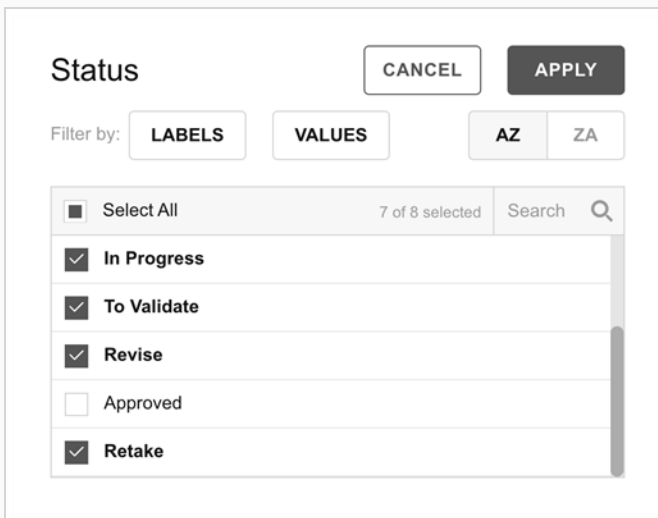 Status CANCEL APPLY
Filter by: LABELS VALUES AZ ZA
Select All 7 of 8 selected Search
In Progress
To Validate
Revise
Approved
Retake